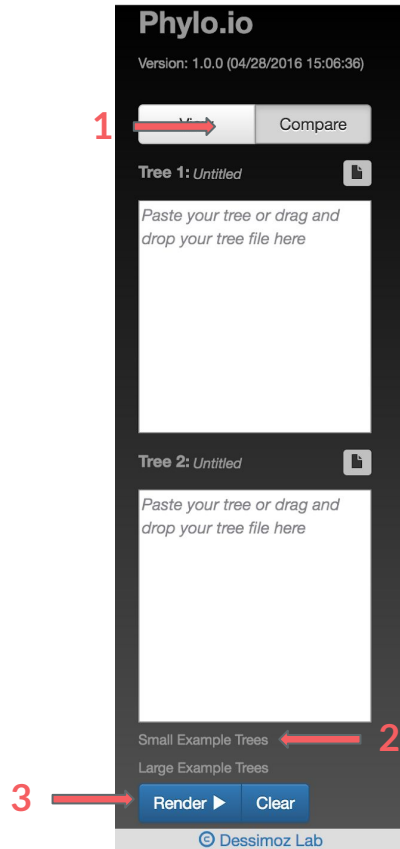 Phylo.io
Version: 1.0.0 (04/28/2016 15:06:36)
1
Compare
Tree 1: Untitled
Paste your tree or drag and
drop your tree file here
Tree 2: Untitled
Paste your tree or drag and
drop your tree file here
Small Example Trees
2
Large Example Trees
3
Render
Clear
© Dessimoz Lab